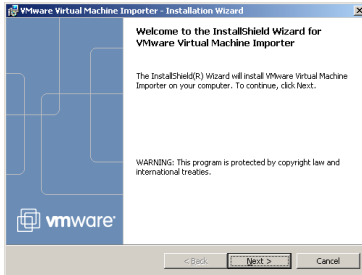 VMware Virtual Machine Importer - Installation Wizard
Welcome to the InstallShield Wizard for
VMware Virtual Machine Importer
The InstallShield(R) Wizard will install VMware Virtual Machine
Importer on your computer. To continue, click Next.
WARNING: This program is protected by copyright law and
international treaties.
vmware®
< Back Next > Cancel